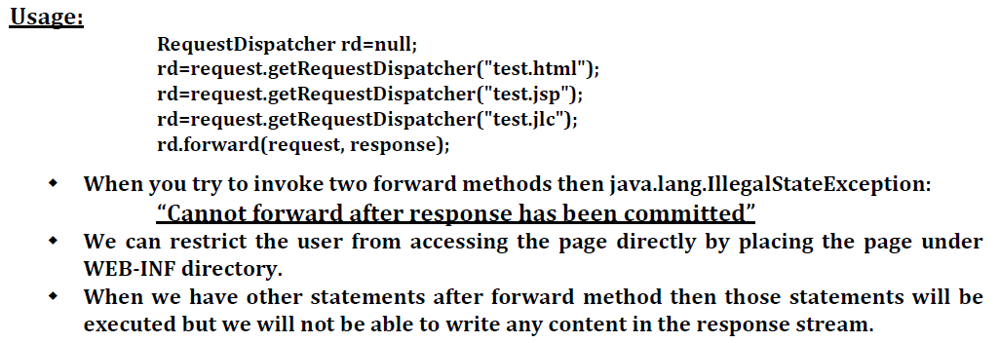 Usage:
RequestDispatcher rd=null;
rd=request.getRequestDispatcher("test.html");
rd=request.getRequestDispatcher("test.jsp");
rd=request.getRequestDispatcher("test.jlc");
rd.forward(request, response);
◆ When you try to invoke two forward methods then java.lang.IllegalStateException:
“Cannot forward after response has been committed”
◆ We can restrict the user from accessing the page directly by placing the page under
WEB-INF directory.
◆ When we have other statements after forward method then those statements will be
executed but we will not be able to write any content in the response stream.